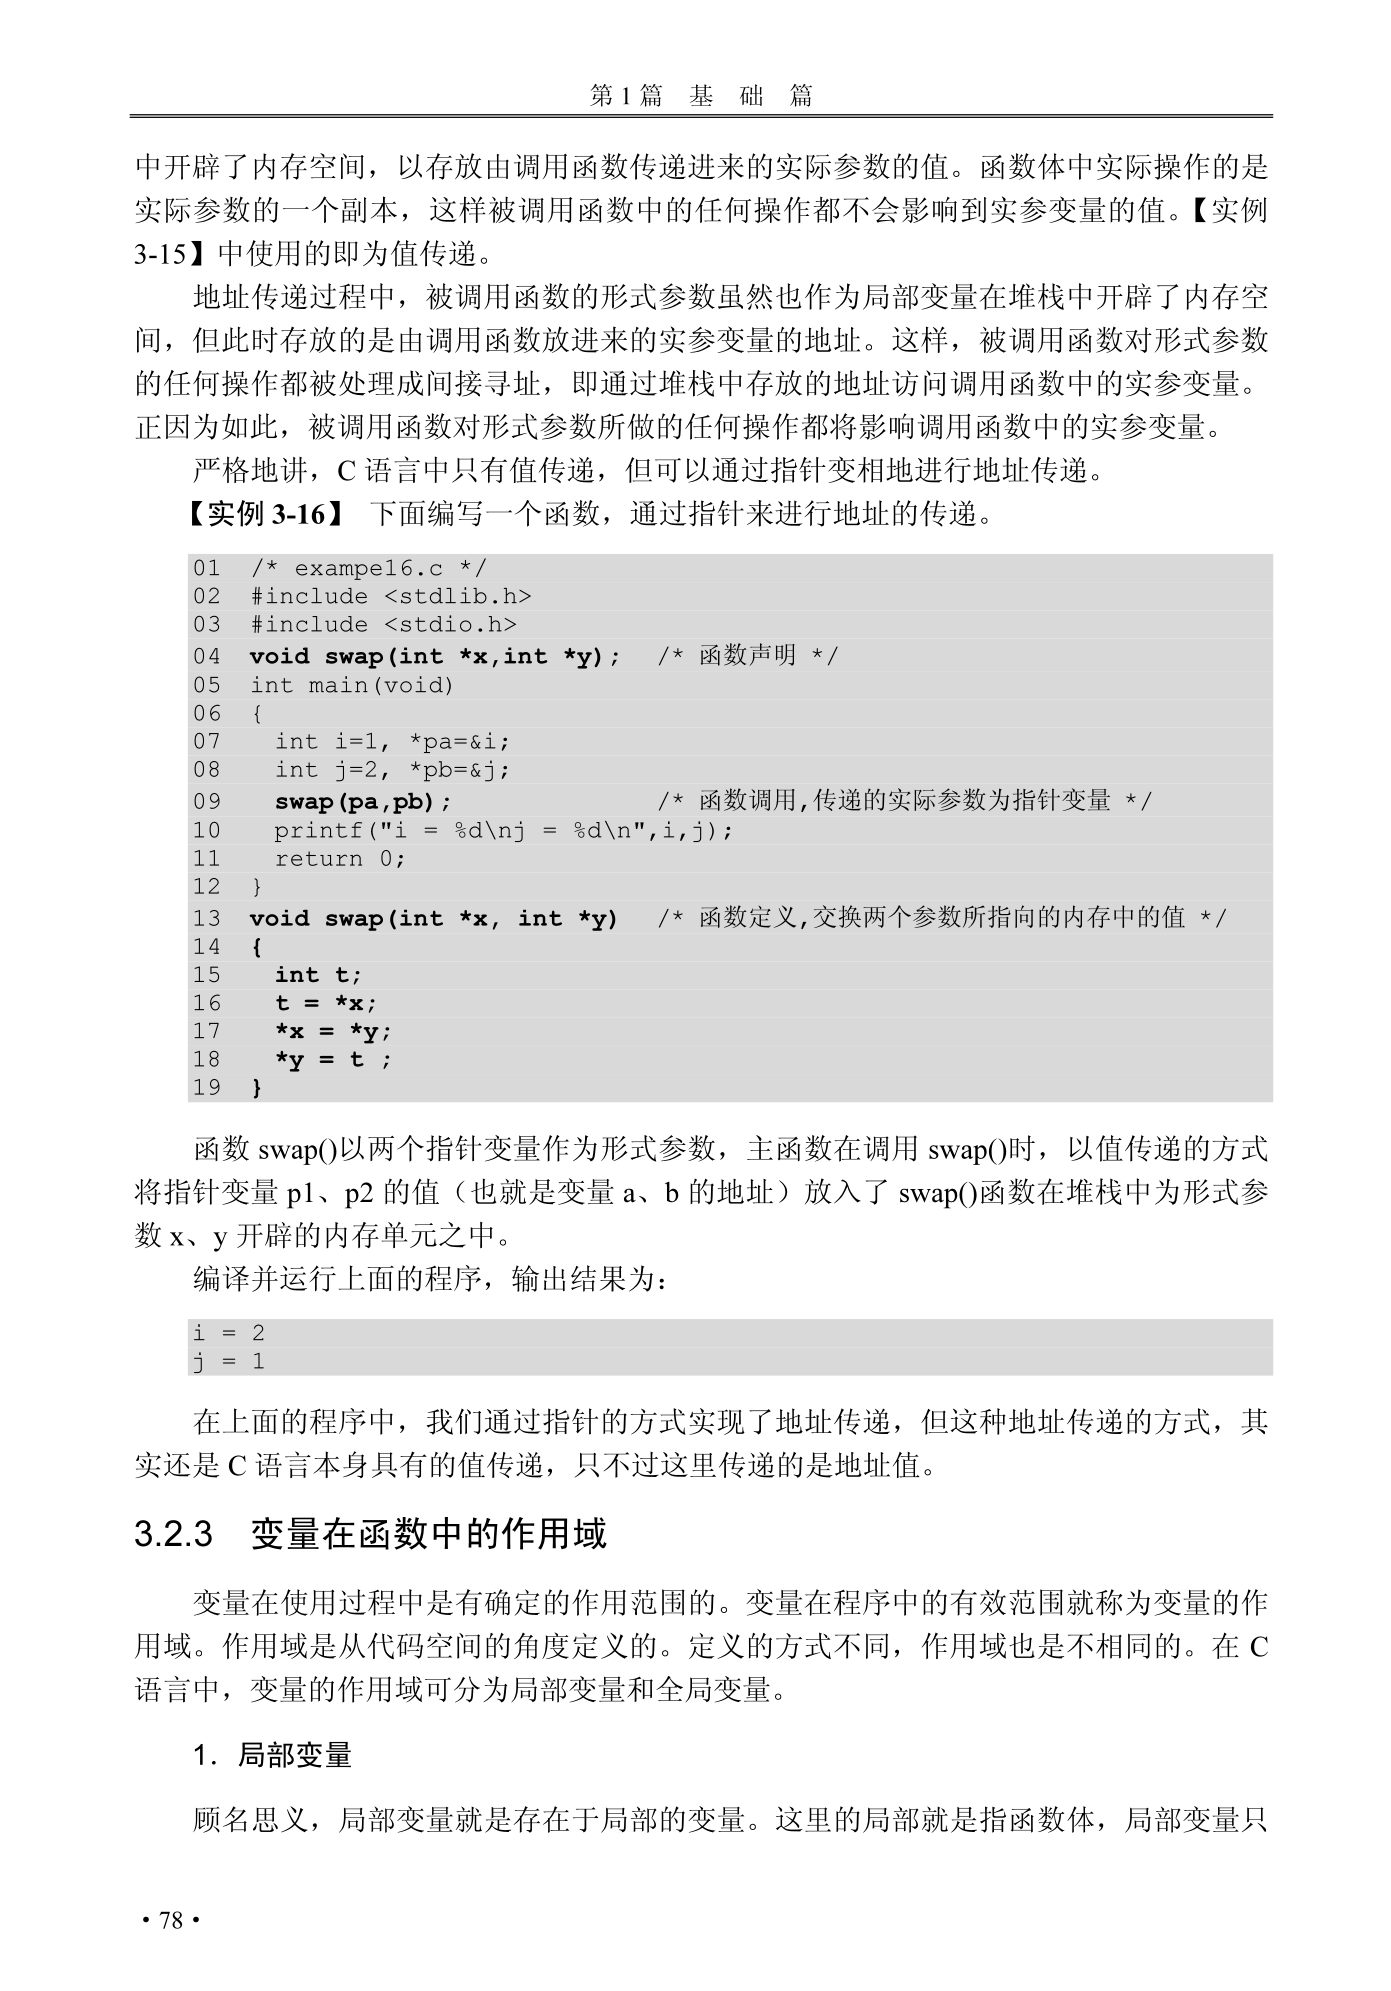 第 1 篇 基 础 篇
中开辟了内存空间，以存放由调用函数传递进来的实际参数的值。函数体中实际操作的是
实际参数的一个副本，这样被调用函数中的任何操作都不会影响到实参变量的值。【实例
3-15】中使用的即为值传递。
地址传递过程中，被调用函数的形式参数虽然也作为局部变量在堆栈中开辟了内存空
间，但此时存放的是由调用函数放进来的实参变量的地址。这样，被调用函数对形式参数
的任何操作都被处理成间接寻址，即通过堆栈中存放的地址访问调用函数中的实参变量。
正因为如此，被调用函数对形式参数所做的任何操作都将影响调用函数中的实参变量。
严格地讲，C 语言中只有值传递，但可以通过指针变相地进行地址传递。
【实例 3-16】 下面编写一个函数，通过指针来进行地址的传递。
01 /* exampe16.c */
02 #include <stdlib.h>
03 #include <stdio.h>
04 void swap(int *x,int *y); /* 函数声明 */
05 int main(void)
06 {
07 int i=1, *pa=&i;
08 int j=2, *pb=&j;
09 swap(pa,pb); /* 函数调用,传递的实际参数为指针变量 */
10 printf("i = %d\nj = %d\n",i,j);
11 return 0;
12 }
13 void swap(int *x, int *y) /* 函数定义,交换两个参数所指向的内存中的值 */
14 {
15 int t;
16 t = *x;
17 *x = *y;
18 *y = t ;
19 }
函数 swap()以两个指针变量作为形式参数，主函数在调用 swap()时，以值传递的方式
将指针变量 p1、p2 的值（也就是变量 a、b 的地址）放入了 swap()函数在堆栈中为形式参
数 x、y 开辟的内存单元之中。
编译并运行上面的程序，输出结果为：
i = 2
j = 1
在上面的程序中，我们通过指针的方式实现了地址传递，但这种地址传递的方式，其
实还是 C 语言本身具有的值传递，只不过这里传递的是地址值。
3.2.3 变量在函数中的作用域
变量在使用过程中是有确定的作用范围的。变量在程序中的有效范围就称为变量的作
用域。作用域是从代码空间的角度定义的。定义的方式不同，作用域也是不相同的。在 C
语言中，变量的作用域可分为局部变量和全局变量。
1．局部变量
顾名思义，局部变量就是存在于局部的变量。这里的局部就是指函数体，局部变量只
· 78 ·